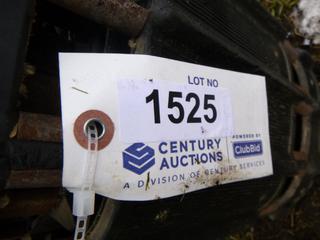 LOT NO
1525
CENTURY
AUCTIONS
POWERED BY
ClubBid
A DIVISION OF CENTURY SERVICES